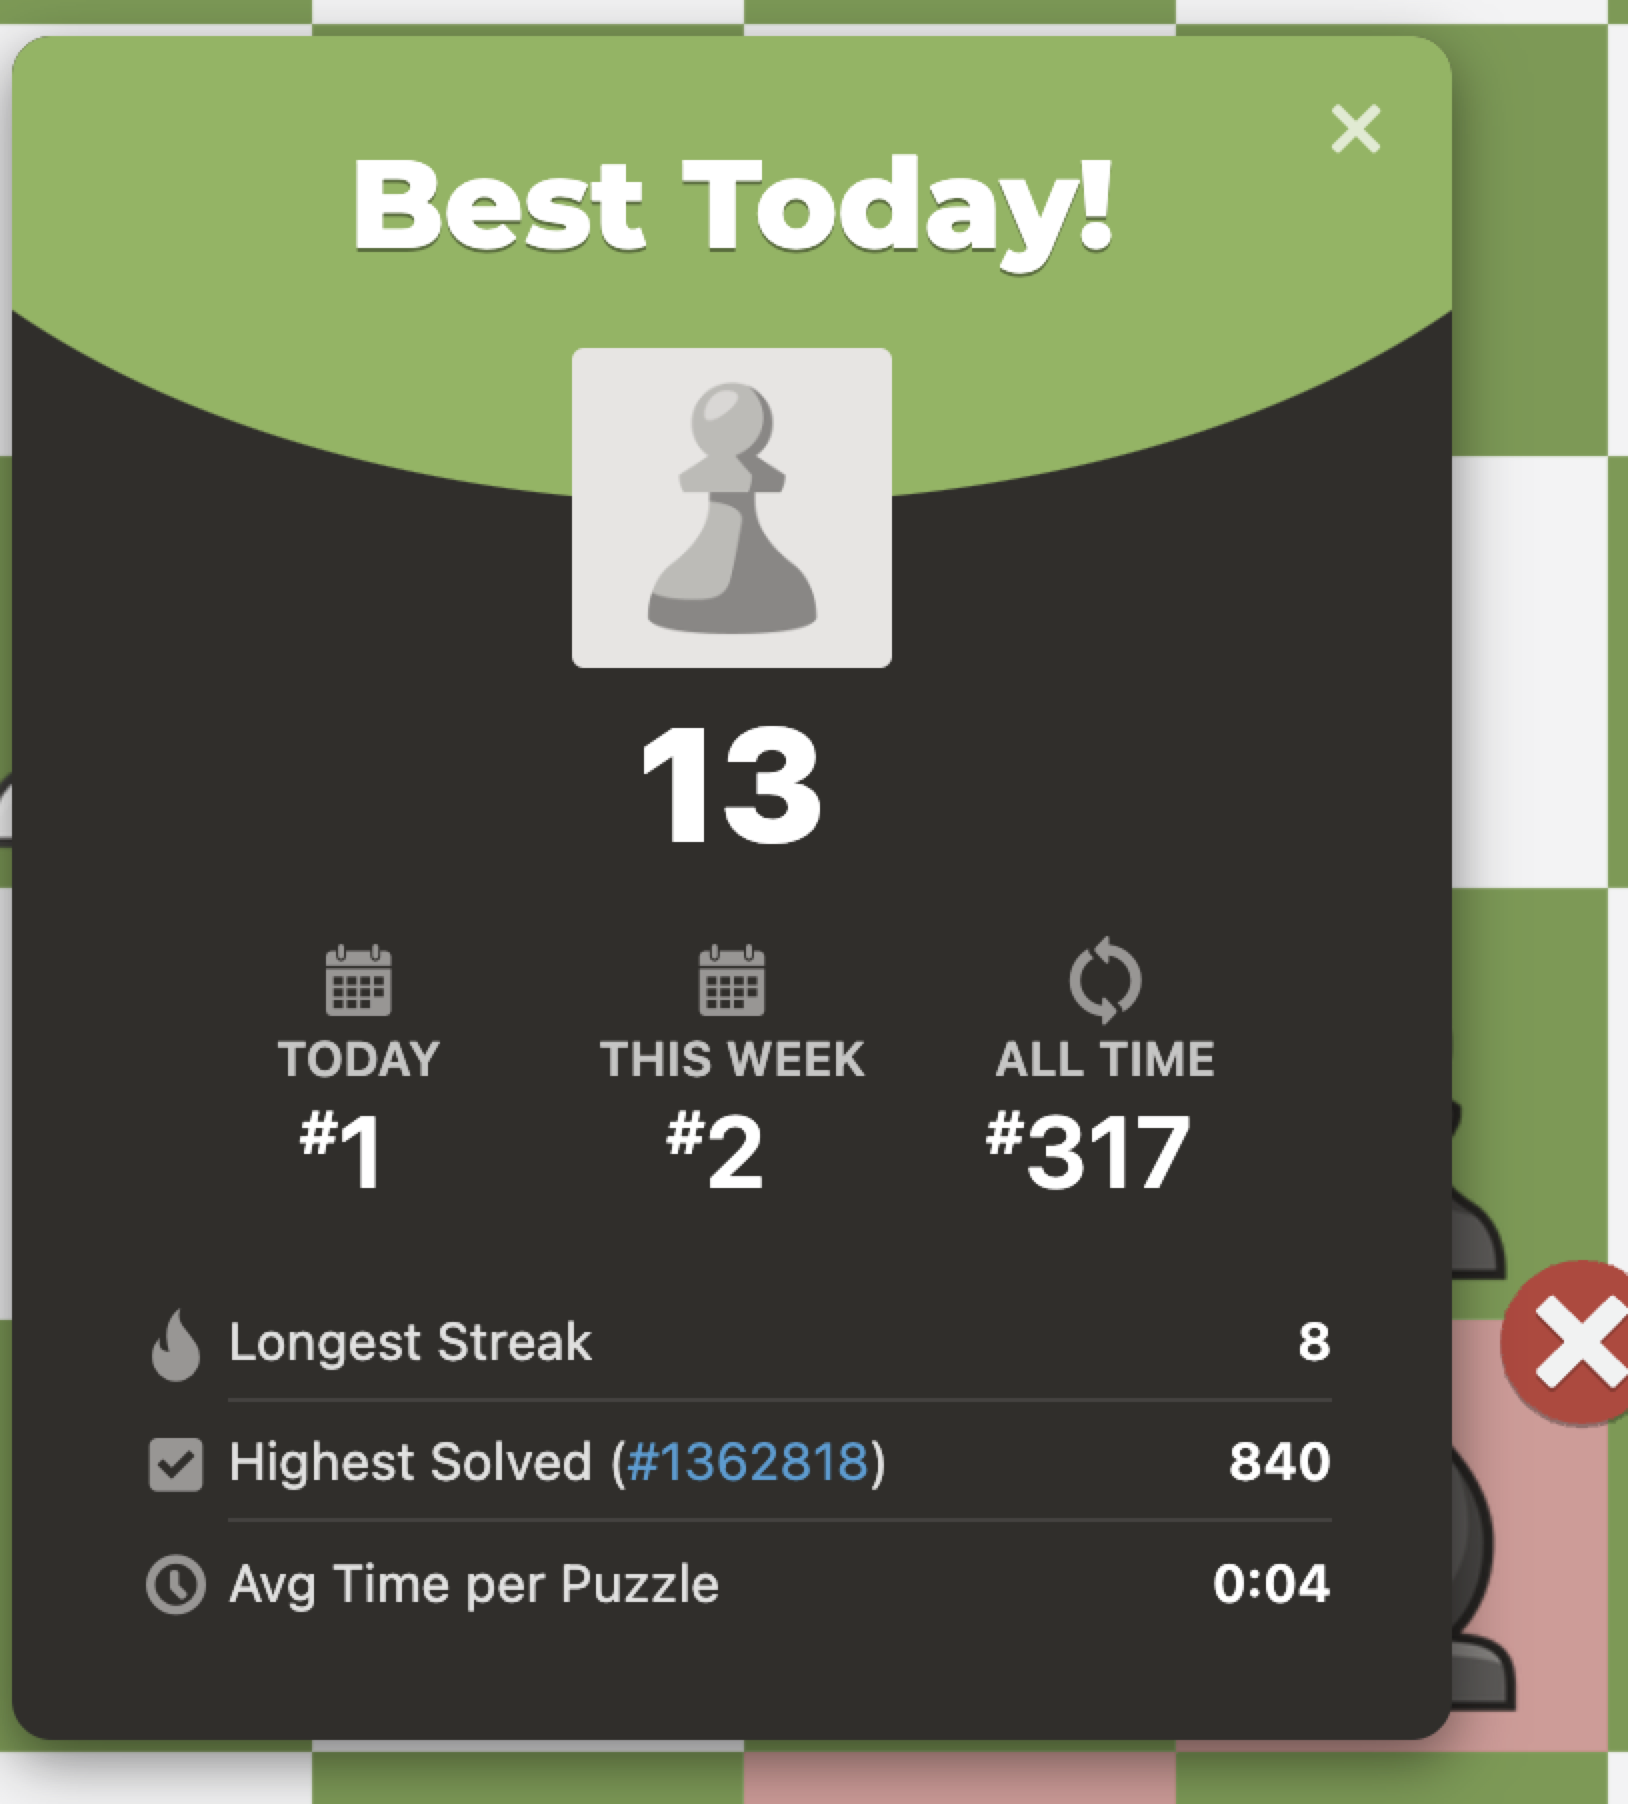 Best Today!
13
TODAY THIS WEEK ALL TIME
#1 #2 #317
Longest Streak 8
Highest Solved (#1362818) 840
Avg Time per Puzzle 0:04